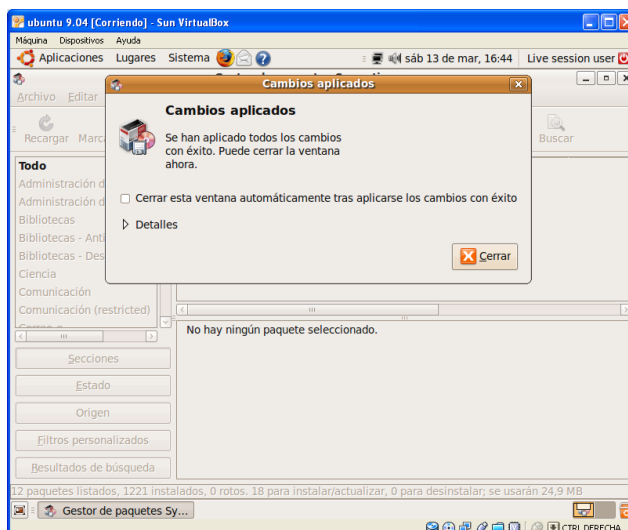 ubuntu 9.04 [Corriendo] - Sun VirtualBox
Máquina Dispositivos Ayuda
Aplicaciones Lugares Sistema sáb 13 de mar, 16:44 Live session user
Archivo Editar
Cambios aplicados
Recargar Marc
Buscar
Cambios aplicados
Se han aplicado todos los cambios
con éxito. Puede cerrar la ventana
ahora.
Cerrar esta ventana automáticamente tras aplicarse los cambios con éxito
Detalles
Cerrar
Todo
Administración d
Administración d
Bibliotecas
Bibliotecas - Anti
Bibliotecas - Des
Ciencia
Comunicación
Comunicación (restricted)
No hay ningún paquete seleccionado.
Secciones
Estado
Origen
Filtros personalizados
Resultados de búsqueda
12 paquetes listados, 1221 instalados, 0 rotos. 18 para instalar/actualizar, 0 para desinstalar; se usarán 24,9 MB
Gestor de paquetes Sy...
CTRL DERECHA